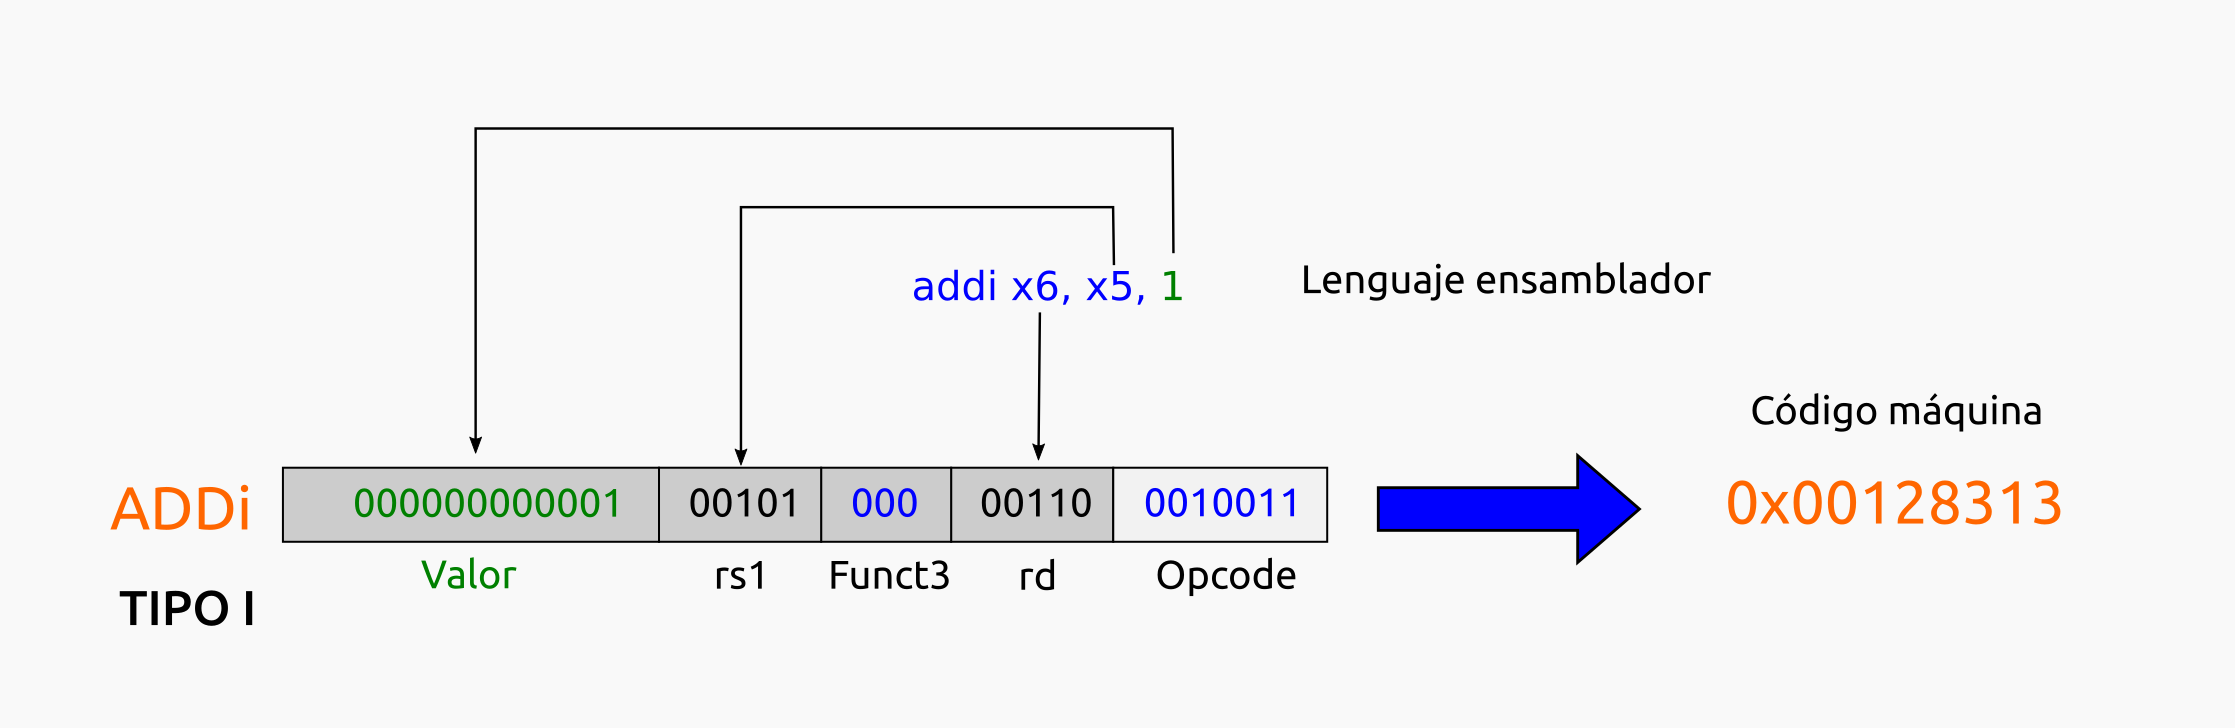 addi x6, x5, 1
Lenguaje ensamblador
Código máquina
ADDi
000000000001
00101
000
00110
0010011
0x00128313
Valor
rs1
Funct3
rd
Opcode
TIPO I